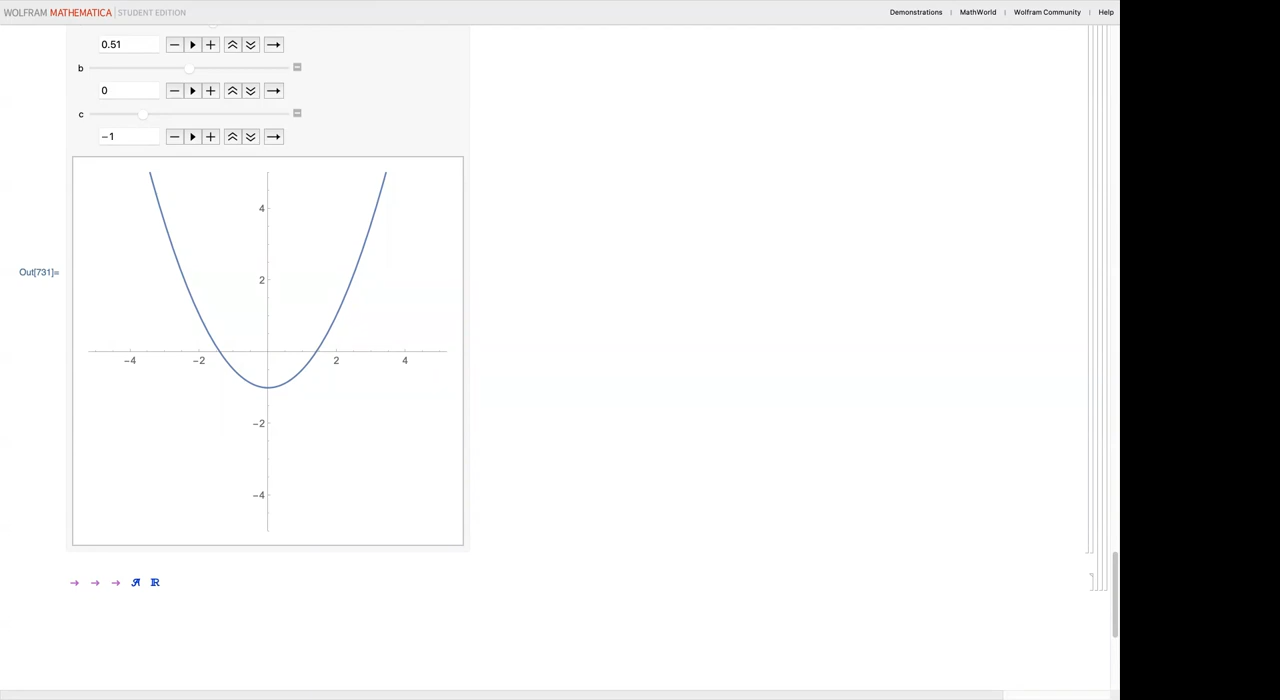 WOLFRAM MATHEMATICA | STUDENT EDITION
Demonstrations | MathWorld | Wolfram Community | Help
0.51
b
0
c
−1
4
2
Out[731]=
−4 −2 2 4
−2
−4
→ → → 𝒜 ℝ